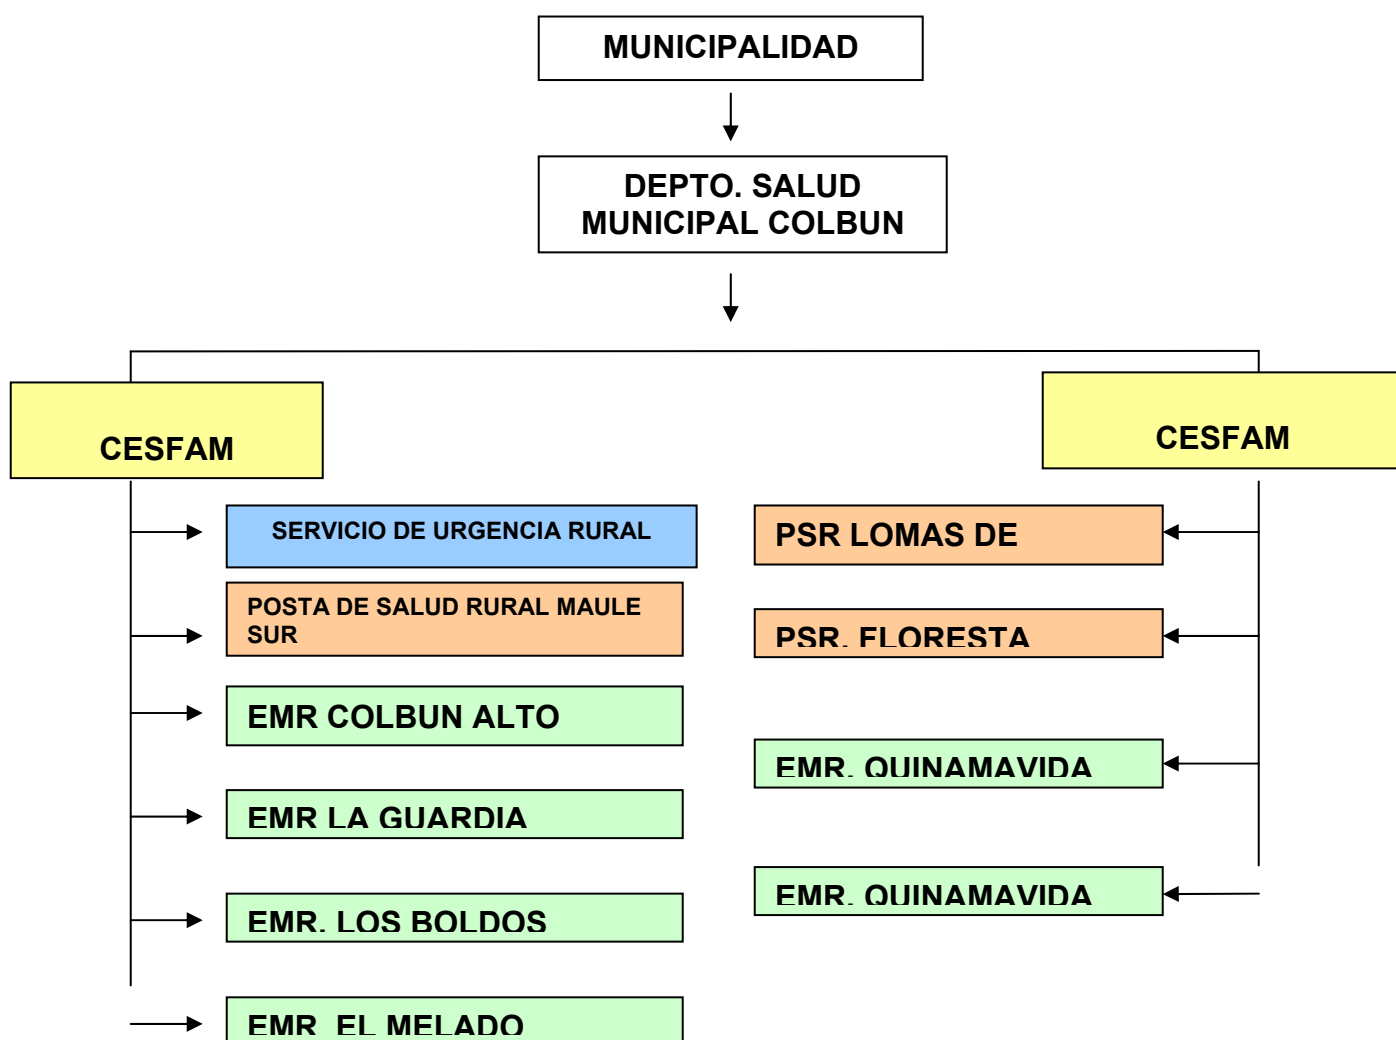 MUNICIPALIDAD
DEPTO. SALUD
MUNICIPAL COLBUN
CESFAM
CESFAM
SERVICIO DE URGENCIA RURAL
POSTA DE SALUD RURAL MAULE
SUR
EMR COLBUN ALTO
EMR LA GUARDIA
EMR. LOS BOLDOS
EMR EL MELADO
PSR LOMAS DE
PSR. FLORESTA
EMR. QUINAMAVIDA
EMR. QUINAMAVIDA